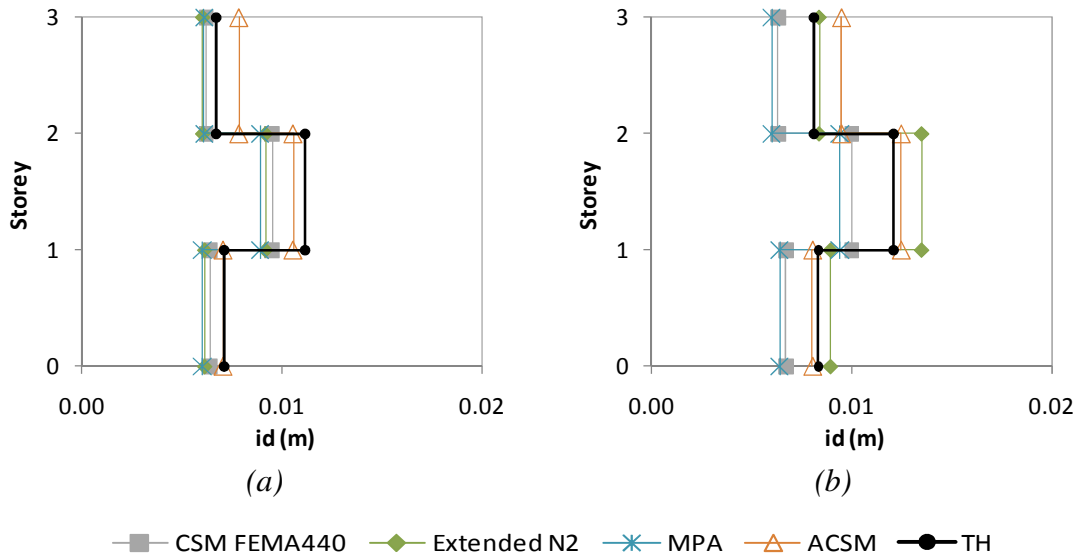 3
2
1
0
Storey
0.00 0.01 0.02
id (m)
(a)
3
2
1
0
Storey
0.00 0.01 0.02
id (m)
(b)
CSM FEMA440 Extended N2 MPA ACSM TH